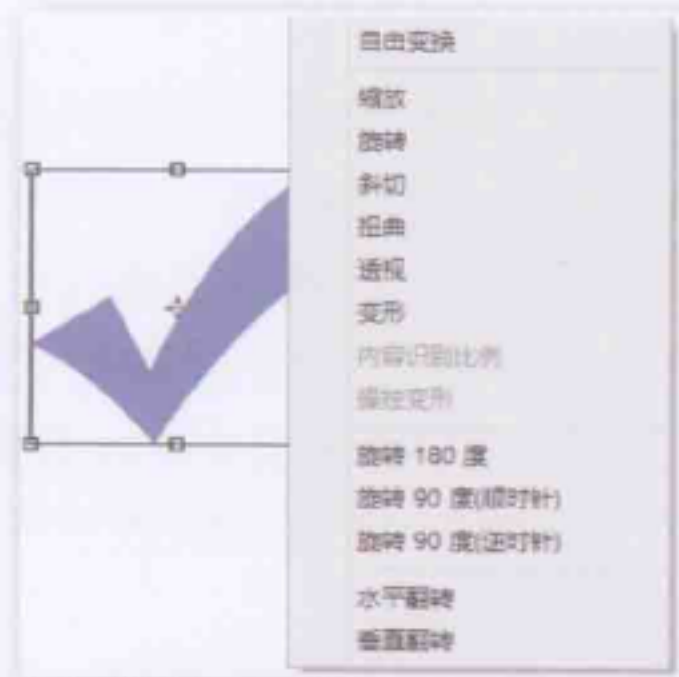 自由变换
缩放
旋转
斜切
扭曲
透视
变形
内容识别比例
操控变形
旋转 180 度
旋转 90 度(顺时针)
旋转 90 度(逆时针)
水平翻转
垂直翻转